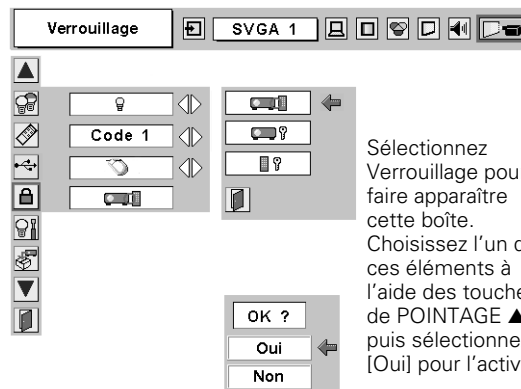 Verrouillage
SVGA 1
Code 1
Sélectionnez
Verrouillage pou
faire apparaître
cette boîte.
Choisissez l'un d
ces éléments à
l'aide des touche
de POINTAGE ▲
puis sélectionne
[Oui] pour l'activ
OK ?
Oui
Non